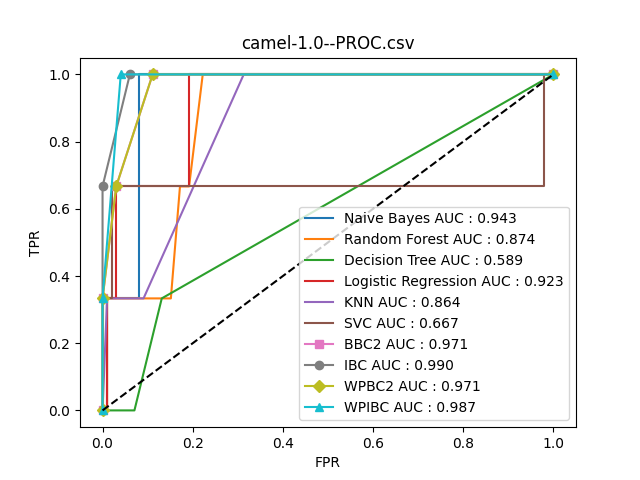 camel-1.0--PROC.csv
1.0
0.8
0.6
0.4
0.2
0.0
TPR
Naive Bayes AUC : 0.943
Random Forest AUC : 0.874
Decision Tree AUC : 0.589
Logistic Regression AUC : 0.923
KNN AUC : 0.864
SVC AUC : 0.667
BBC2 AUC : 0.971
IBC AUC : 0.990
WPBC2 AUC : 0.971
WPIBC AUC : 0.987
0.0 0.2 0.4 0.6 0.8 1.0
FPR